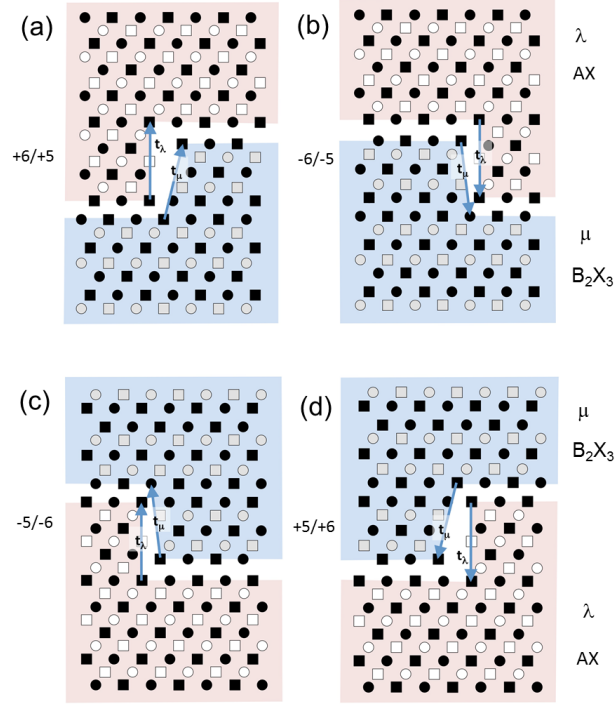 (a)
+6/+5
tλ
tμ
(b)
-6/-5
tμ
tλ
λ
AX
μ
B₂X₃
(c)
-5/-6
tλ
tμ
(d)
+5/+6
tμ
tλ
μ
B₂X₃
λ
AX